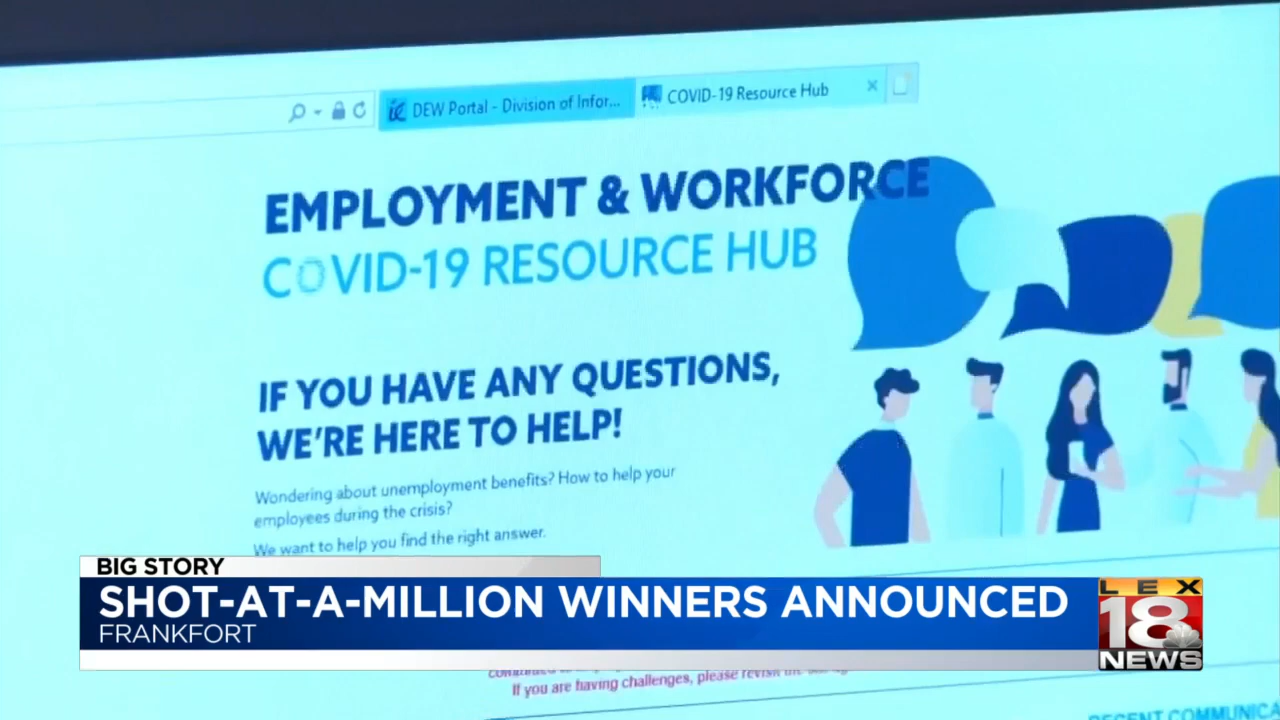 DEW Portal - Division of Infor...
COVID-19 Resource Hub
EMPLOYMENT & WORKFORCE
COVID-19 RESOURCE HUB
IF YOU HAVE ANY QUESTIONS,
WE'RE HERE TO HELP!
Wondering about unemployment benefits? How to help your
employees during the crisis?
We want to help you find the right answer.
BIG STORY
SHOT-AT-A-MILLION WINNERS ANNOUNCED
FRANKFORT
LEX
18
NEWS
If you are having challenges, please revisit the
RECENT